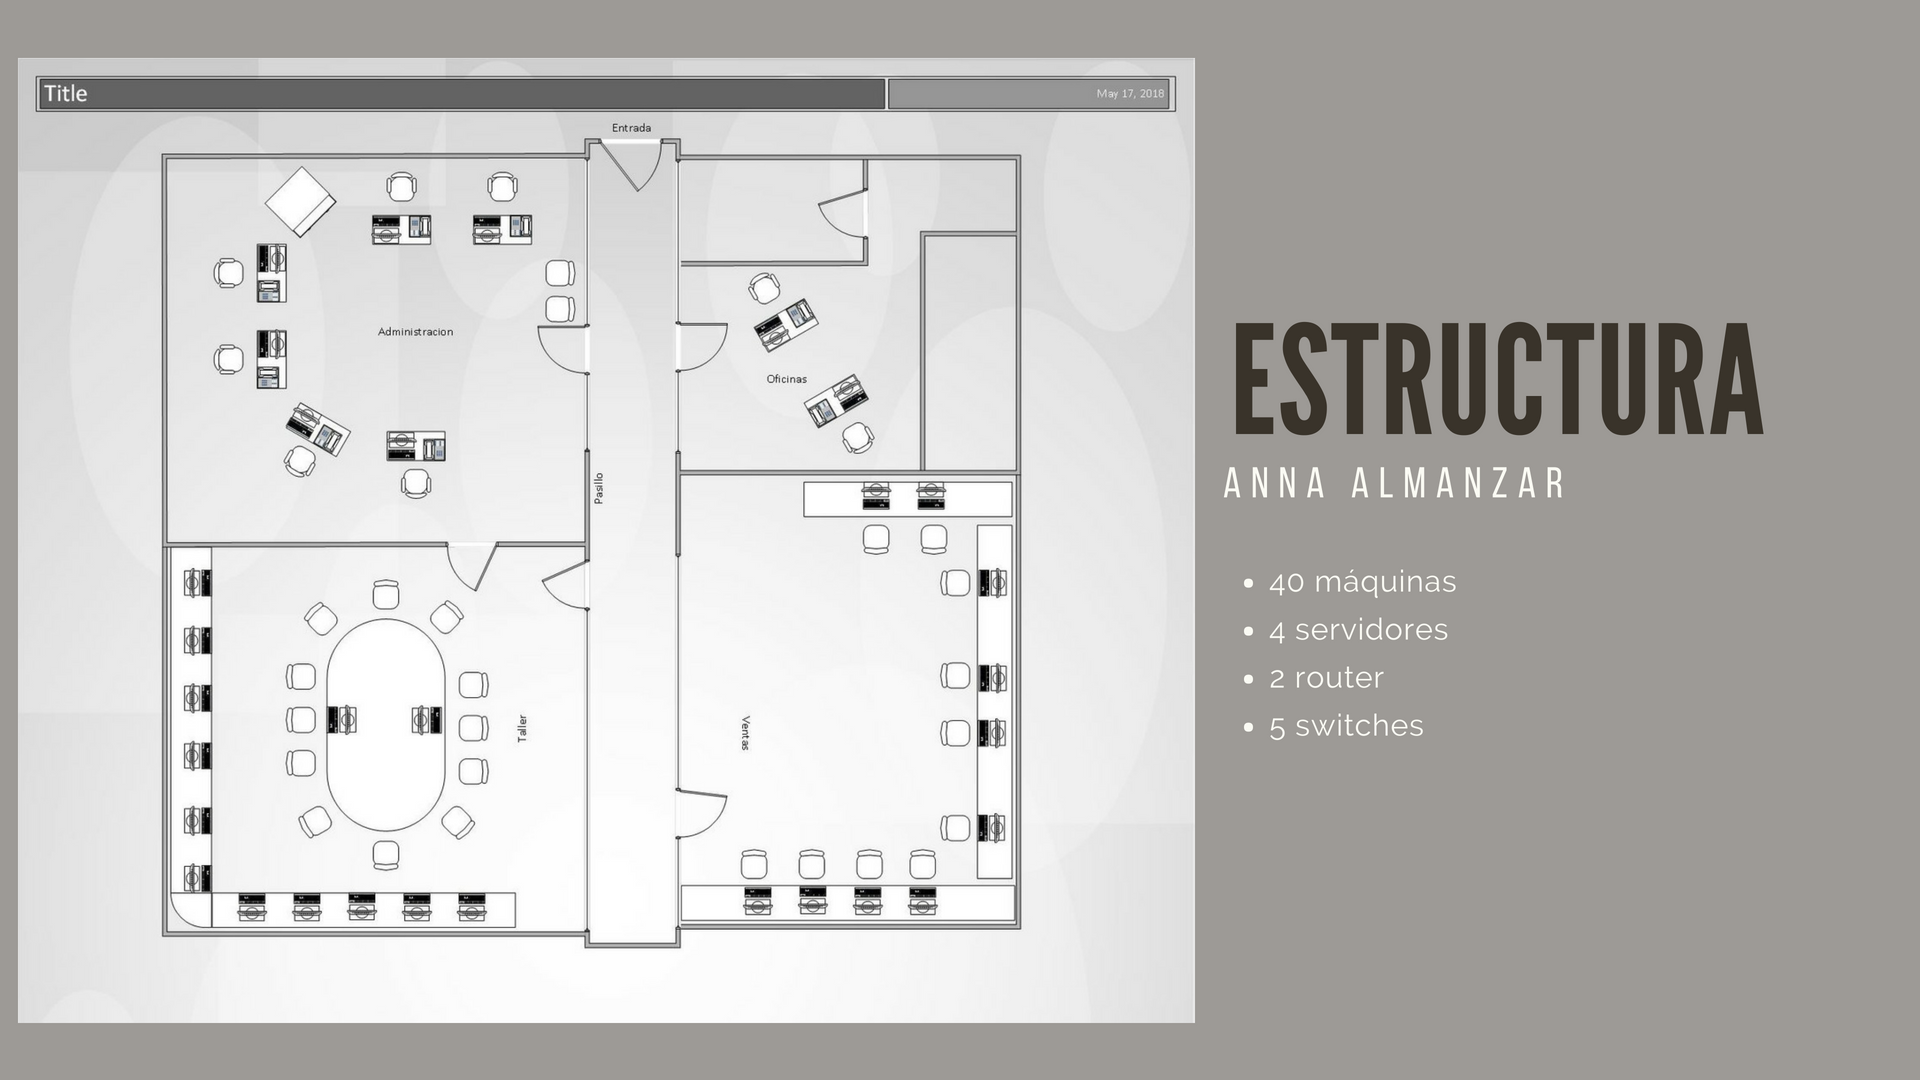 Title
May 17, 2018
Entrada
Administracion
Oficinas
Pasillo
Taller
Ventas
ESTRUCTURA
ANNA ALMANZAR
• 40 máquinas
• 4 servidores
• 2 router
• 5 switches